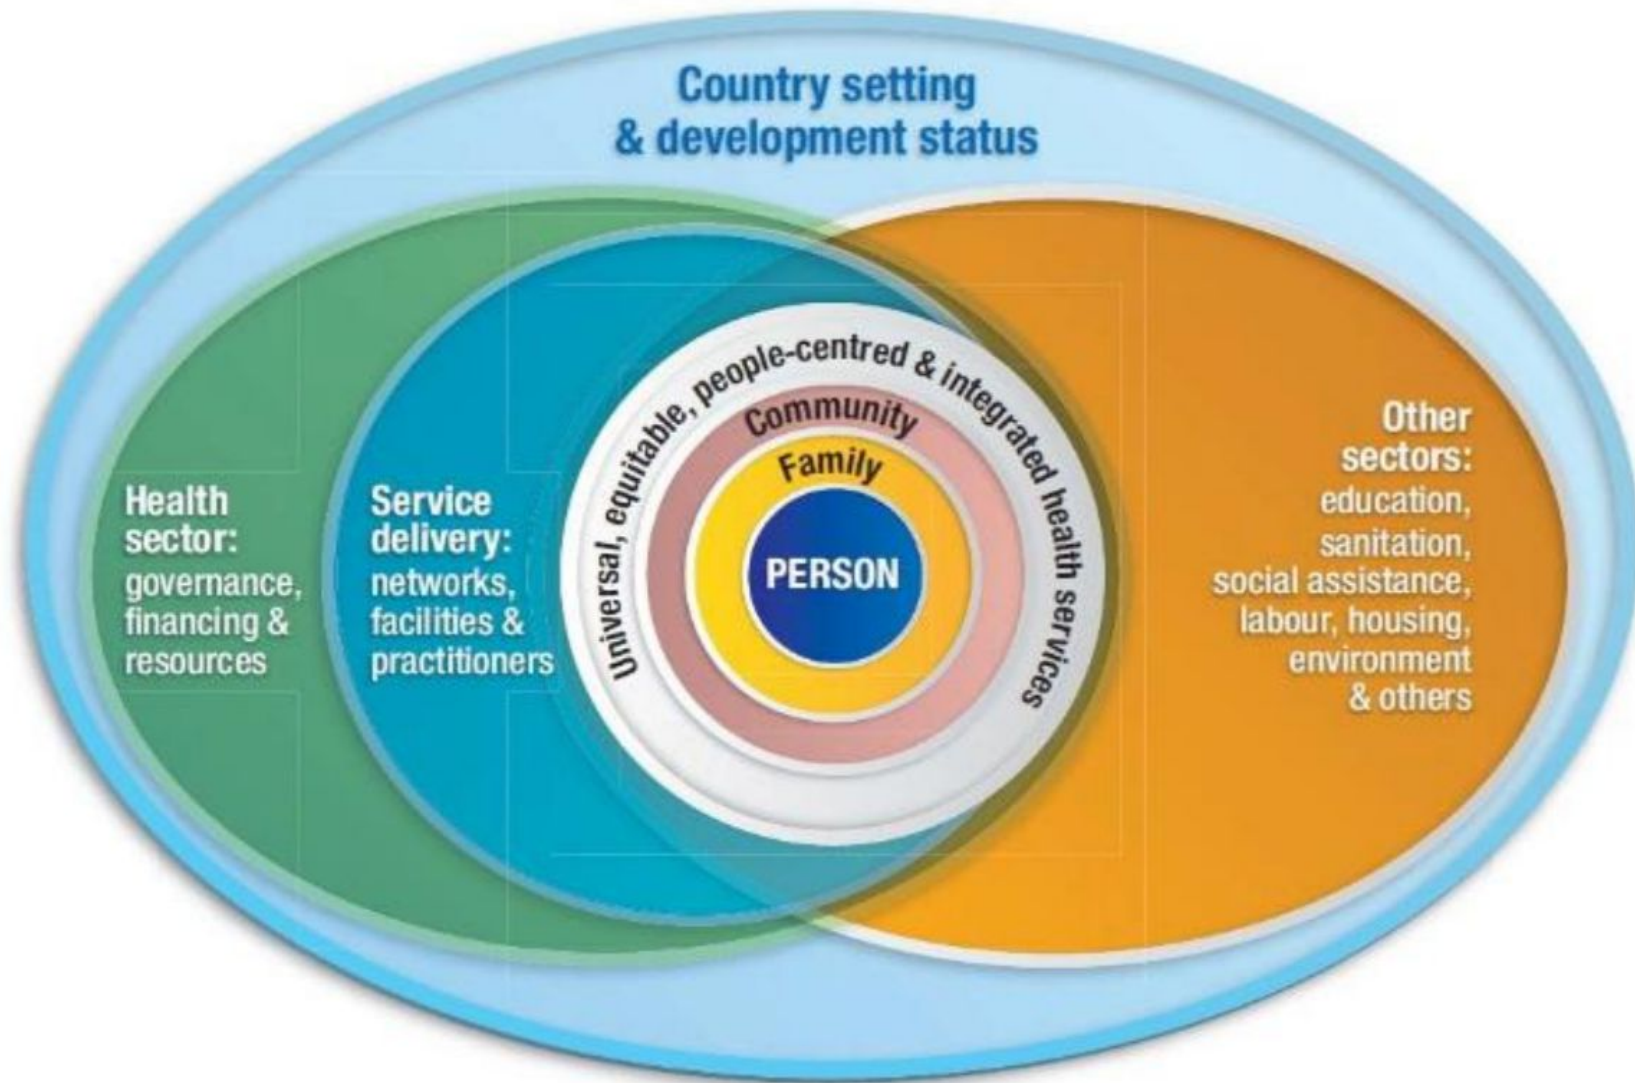 Country setting
& development status
Health
sector:
governance,
financing &
resources
Service
delivery:
networks,
facilities &
practitioners
Universal, equitable, people-centred & integrated health services
Community
Family
PERSON
Other
sectors:
education,
sanitation,
social assistance,
labour, housing,
environment
& others